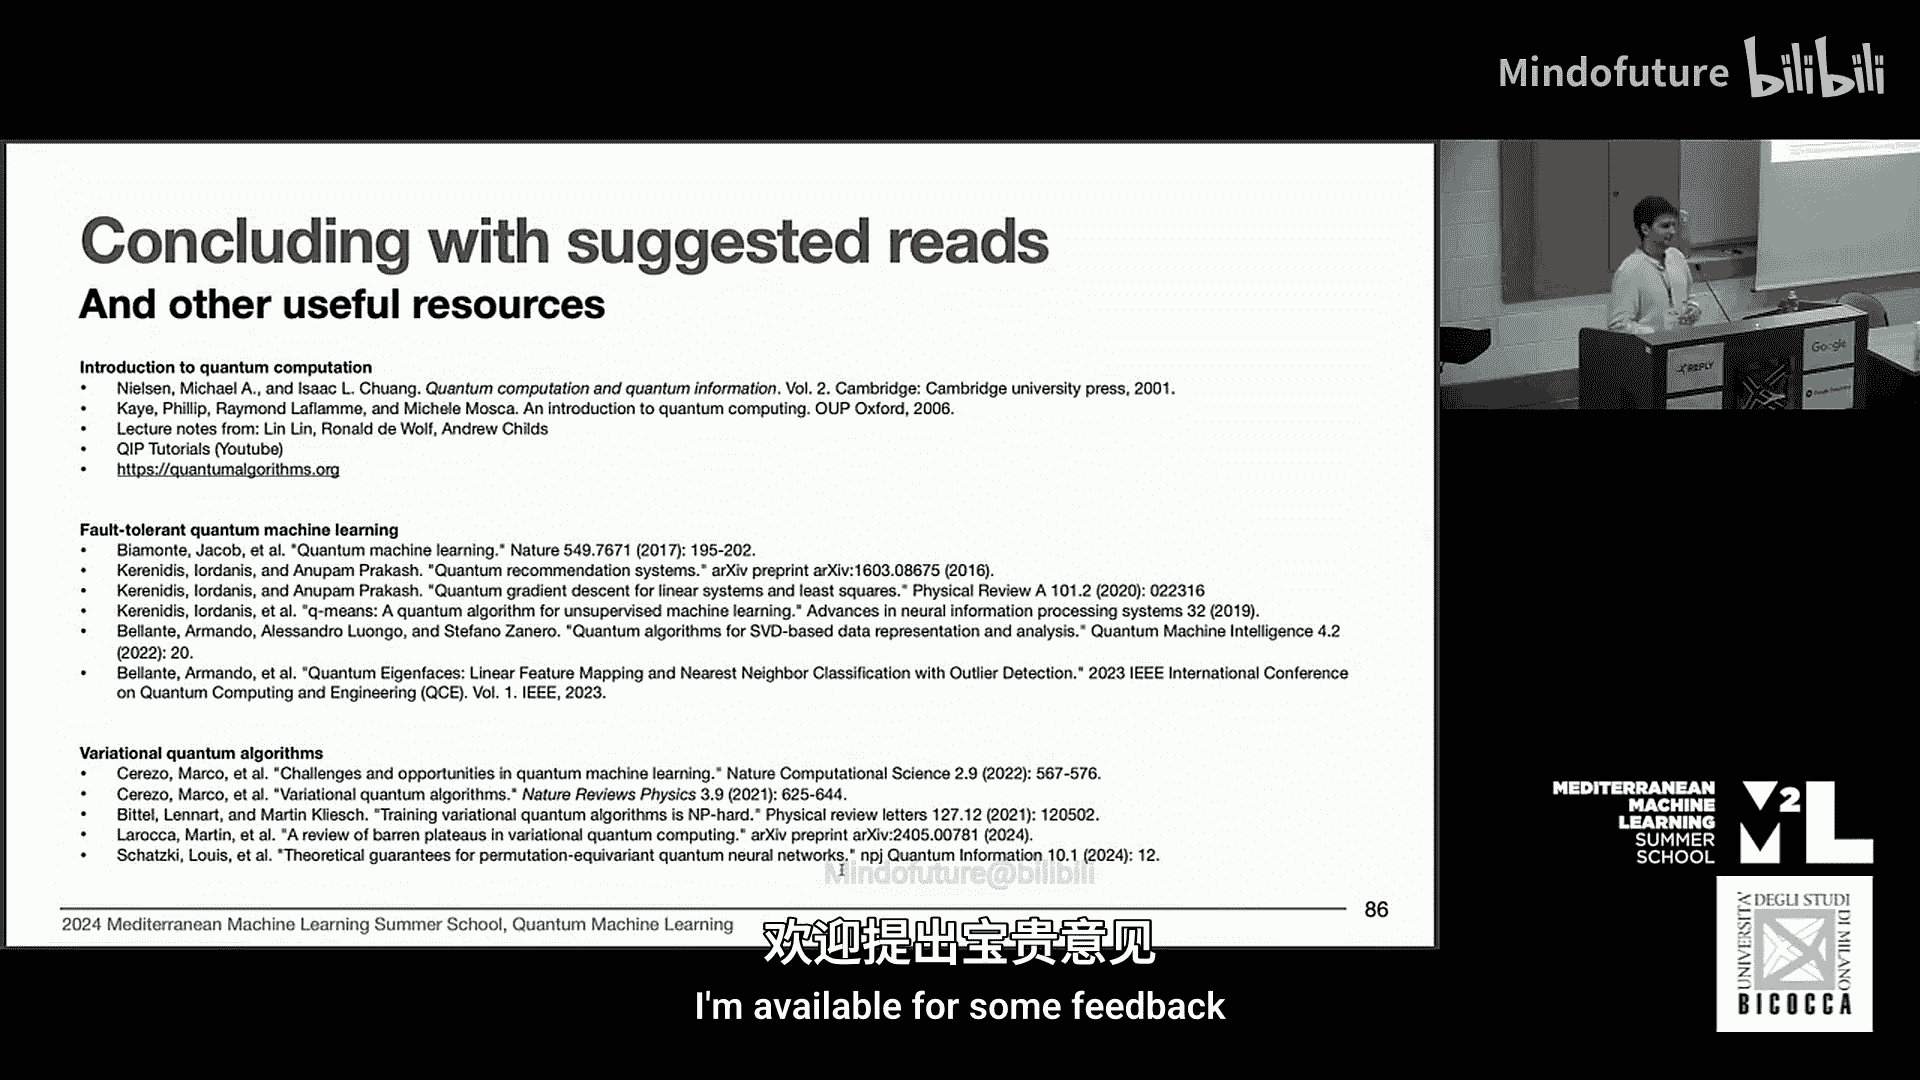 Mindofuture bilibili
Concluding with suggested reads
And other useful resources
Introduction to quantum computation
• Nielsen, Michael A., and Isaac L. Chuang. Quantum computation and quantum information. Vol. 2. Cambridge: Cambridge university press, 2001.
• Kaye, Phillip, Raymond Laflamme, and Michele Mosca. An introduction to quantum computing. OUP Oxford, 2006.
• Lecture notes from: Lin Lin, Ronald de Wolf, Andrew Childs
• QIP Tutorials (Youtube)
• https://quantumalgorithms.org
Fault-tolerant quantum machine learning
• Biamonte, Jacob, et al. "Quantum machine learning." Nature 549.7671 (2017): 195-202.
• Kerenidis, Iordanis, and Anupam Prakash. "Quantum recommendation systems." arXiv preprint arXiv:1603.08675 (2016).
• Kerenidis, Iordanis, and Anupam Prakash. "Quantum gradient descent for linear systems and least squares." Physical Review A 101.2 (2020): 022316
• Kerenidis, Iordanis, et al. "q-means: A quantum algorithm for unsupervised machine learning." Advances in neural information processing systems 32 (2019).
• Bellante, Armando, Alessandro Luongo, and Stefano Zanero. "Quantum algorithms for SVD-based data representation and analysis." Quantum Machine Intelligence 4.2
(2022): 20.
• Bellante, Armando, et al. "Quantum Eigenfaces: Linear Feature Mapping and Nearest Neighbor Classification with Outlier Detection." 2023 IEEE International Conference
on Quantum Computing and Engineering (QCE). Vol. 1. IEEE, 2023.
Variational quantum algorithms
• Cerezo, Marco, et al. "Challenges and opportunities in quantum machine learning." Nature Computational Science 2.9 (2022): 567-576.
• Cerezo, Marco, et al. "Variational quantum algorithms." Nature Reviews Physics 3.9 (2021): 625-644.
• Bittel, Lennart, and Martin Kliesch. "Training variational quantum algorithms is NP-hard." Physical review letters 127.12 (2021): 120502.
• Larocca, Martin, et al. "A review of barren plateaus in variational quantum computing." arXiv preprint arXiv:2405.00781 (2024).
• Schatzki, Louis, et al. "Theoretical guarantees for permutation-equivariant quantum neural networks." npj Quantum Information 10.1 (2024): 12.
Mindofuture@bilibili
2024 Mediterranean Machine Learning Summer School, Quantum Machine Learning
86
欢迎提出宝贵意见
I'm available for some feedback
REPLY
Google
MEDITERRANEAN
MACHINE
LEARNING
SUMMER
SCHOOL
M2L
UNIVERSITÀ
DEGLI STUDI
DI MILANO
BICOCCA